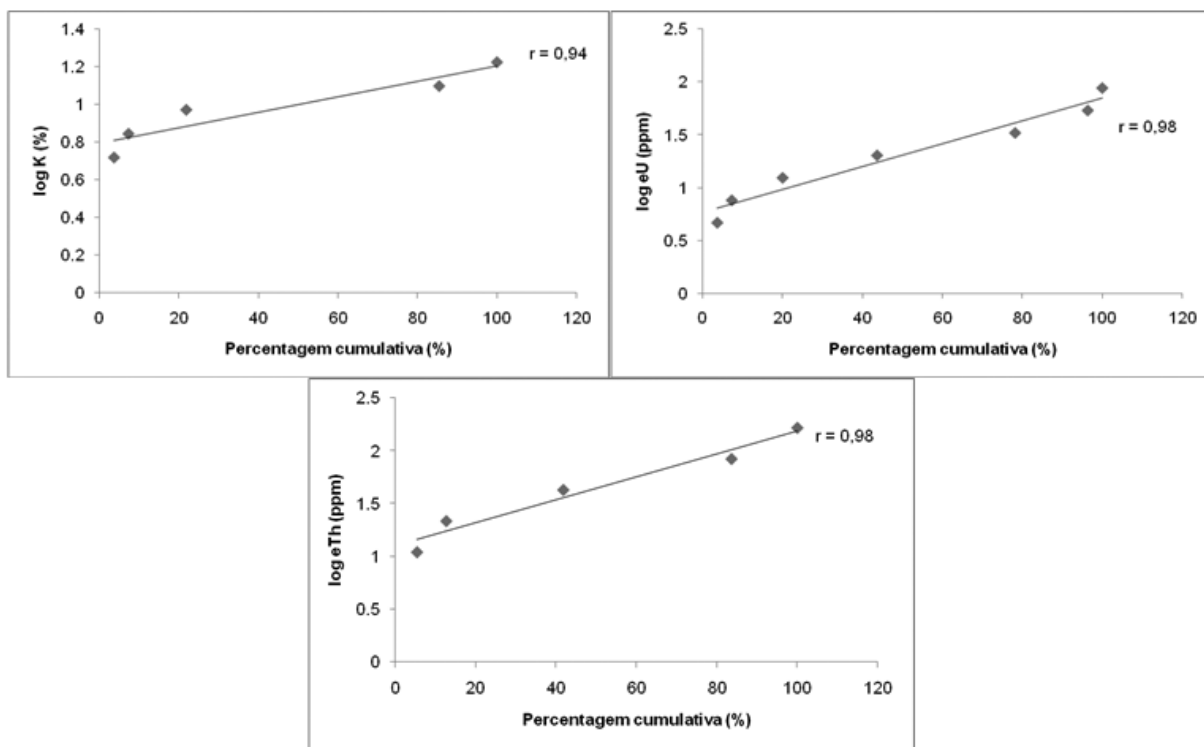 1.4
1.2
1
0.8
0.6
0.4
0.2
0
log K (%)
r = 0,94
0 20 40 60 80 100 120
Percentagem cumulativa (%)
2.5
2
1.5
1
0.5
0
log eU (ppm)
r = 0,98
0 20 40 60 80 100 120
Percentagem cumulativa (%)
2.5
2
1.5
1
0.5
0
log eTh (ppm)
r = 0,98
0 20 40 60 80 100 120
Percentagem cumulativa (%)